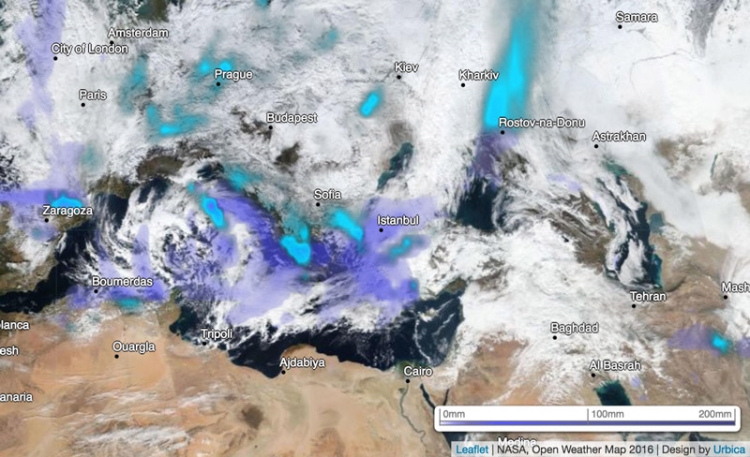 Samara
Amsterdam
City of London
Kiev
Prague
Kharkiv
Paris
Budapest
Rostov-na-Donu
Astrakhan
Sofia
Zaragoza
Istanbul
Boumerdas
Mash
Tehran
lanca
Baghdad
Tripoli
esh
Ouargla
Ajdabiya
Al Basrah
Cairo
anaria
0mm 100mm 200mm
Medina
Leaflet | NASA, Open Weather Map 2016 | Design by Urbica